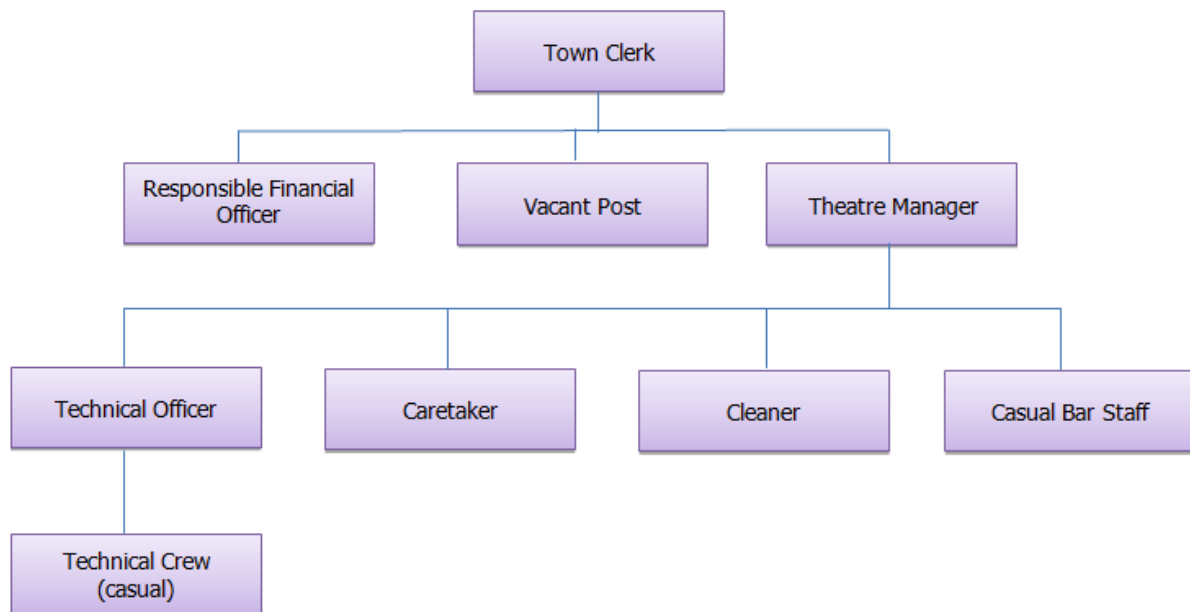 Town Clerk
Responsible Financial
Officer
Vacant Post
Theatre Manager
Technical Officer
Caretaker
Cleaner
Casual Bar Staff
Technical Crew
(casual)